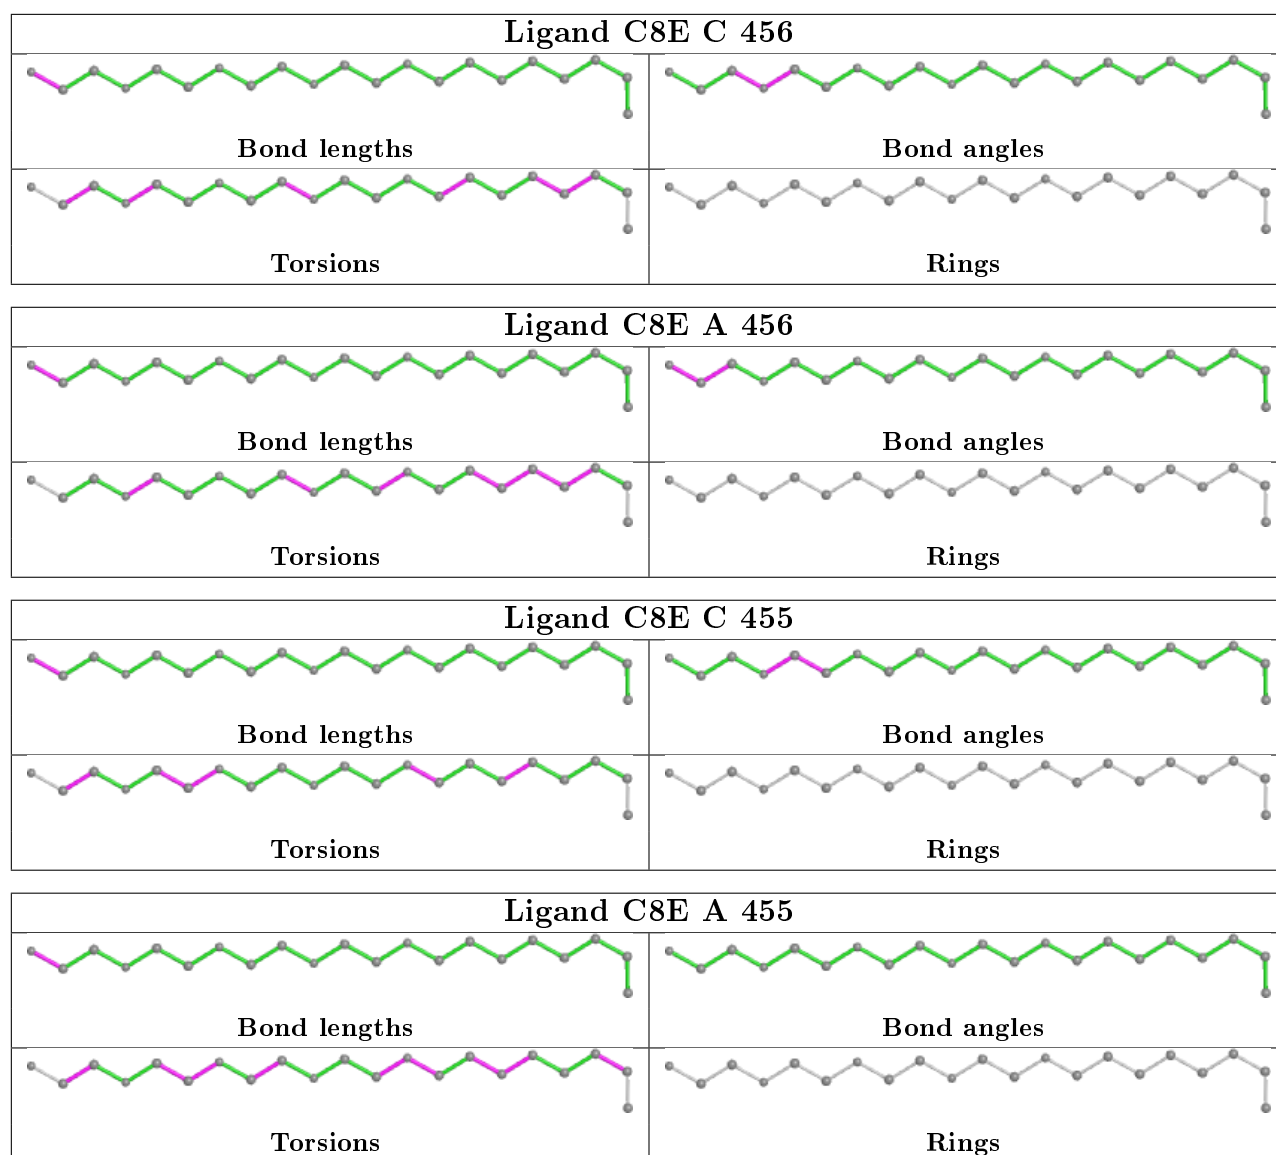 Ligand C8E C 456
Bond lengths
Bond angles
Torsions
Rings
Ligand C8E A 456
Bond lengths
Bond angles
Torsions
Rings
Ligand C8E C 455
Bond lengths
Bond angles
Torsions
Rings
Ligand C8E A 455
Bond lengths
Bond angles
Torsions
Rings